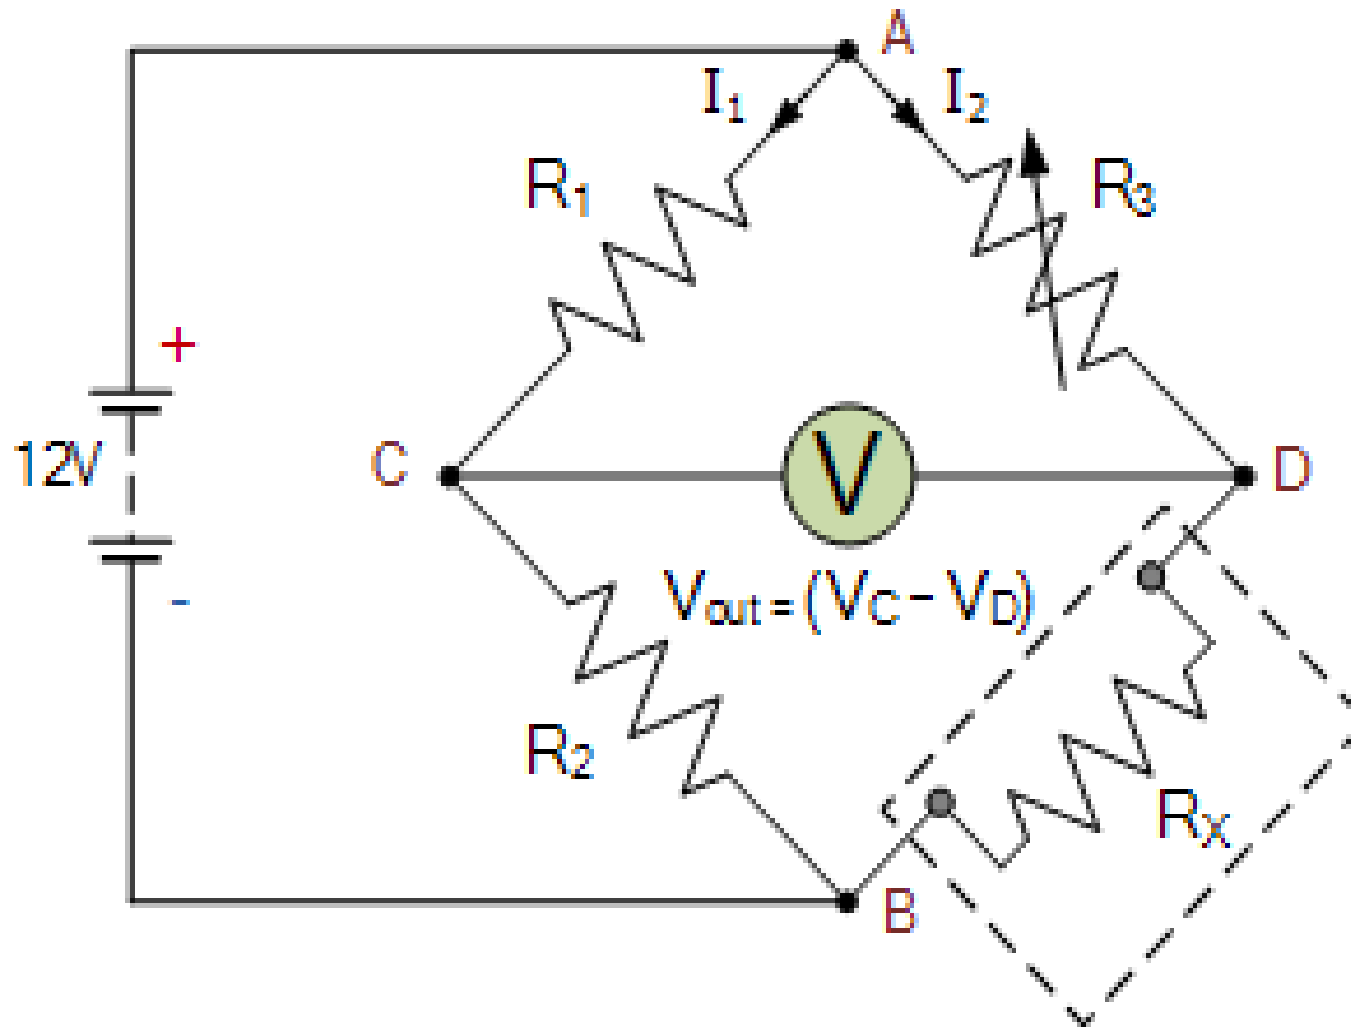 A
I1
I2
R1
R3
+
12V
C
V
D
-
Vout = (VC - VD)
R2
RX
B